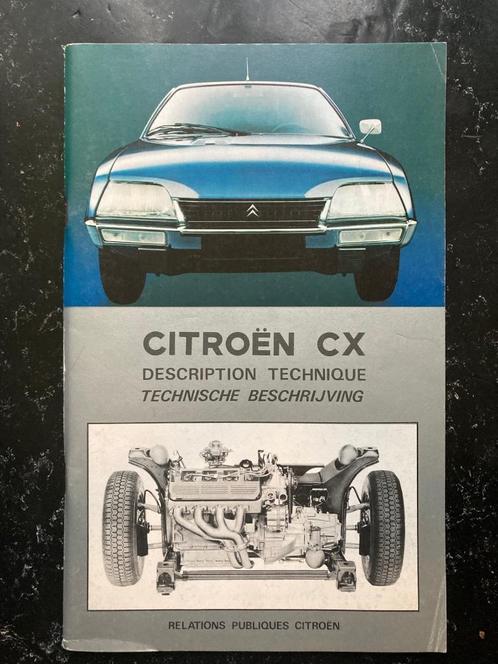 CITROËN CX
DESCRIPTION TECHNIQUE
TECHNISCHE BESCHRIJVING
RELATIONS PUBLIQUES CITROËN